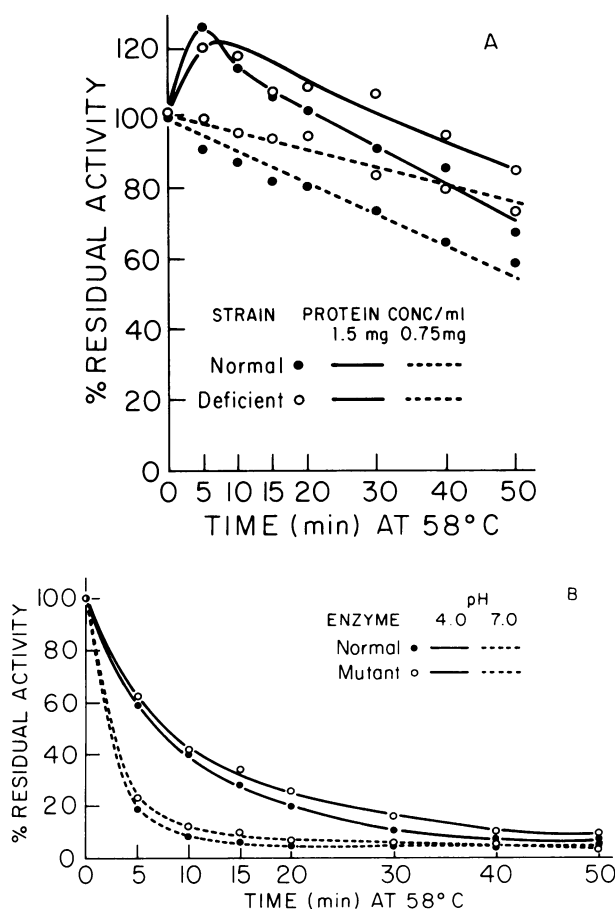 A
% RESIDUAL ACTIVITY
120
100
80
60
40
20
0
STRAIN PROTEIN CONC/ml
1.5 mg 0.75mg
Normal
Deficient
0 5 10 15 20 30 40 50
TIME (min) AT 58°C
B
% RESIDUAL ACTIVITY
100
80
60
40
20
0
pH
ENZYME 4.0 7.0
Normal
Mutant
0 5 10 15 20 30 40 50
TIME (min) AT 58°C